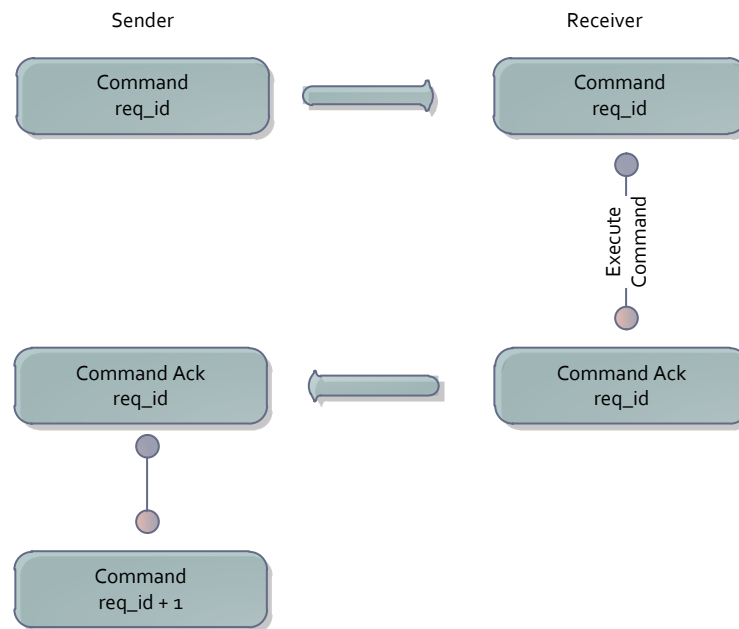 Sender
Receiver
Command
req_id
Command
req_id
Execute
Command
Command Ack
req_id
Command Ack
req_id
Command
req_id + 1